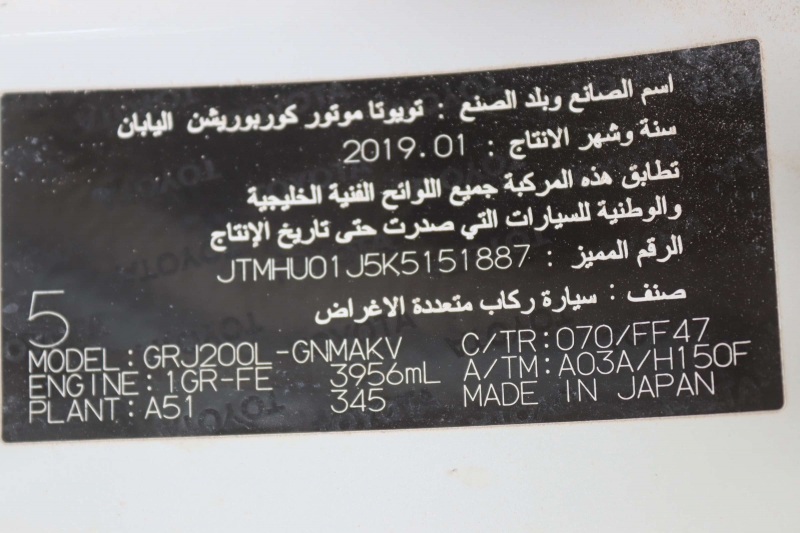 اسم الصانع وبلد الصنع : تويوتا موتور كوربوريشن اليابان
سنة وشهر الانتاج : 2019.01
تطابق هذه المركبة جميع اللوائح الفنية الخليجية
والوطنية للسيارات التي صدرت حتى تاريخ الإنتاج
الرقم المميز : JTMHU01J5K5151887
صنف : سيارة ركاب متعددة الاغراض
5
MODEL:GRJ200L-GNMAKV C/TR:070/FF47
ENGINE:1GR-FE 3956mL A/TM:A03A/H150F
PLANT:A51 345 MADE IN JAPAN